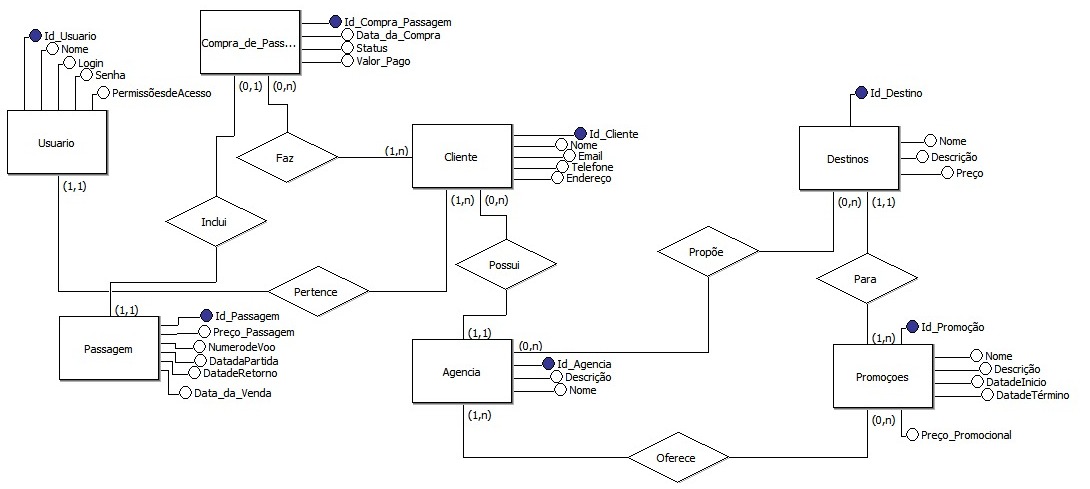 Id_Usuario
Nome
Login
Senha
PermissõesdeAcesso
Usuario
(1,1)
Compra_de_Pass...
Id_Compra_Passagem
Data_da_Compra
Status
Valor_Pago
(0,1)
(0,n)
Faz
(1,n)
Cliente
Id_Cliente
Nome
Email
Telefone
Endereço
(1,n)
(0,n)
Inclui
Possui
Pertence
(1,1)
Passagem
Id_Passagem
Preço_Passagem
NumerodeVoo
DatadaPartida
DatadeRetorno
Data_da_Venda
(1,1)
(0,n)
Agencia
Id_Agencia
Descrição
Nome
(1,n)
Id_Destino
Destinos
Nome
Descrição
Preço
(0,n)
(1,1)
Propõe
Para
(1,n)
Id_Promoção
Promoçoes
Nome
Descrição
DatadeInicio
DatadeTérmino
(0,n)
Preço_Promocional
Oferece